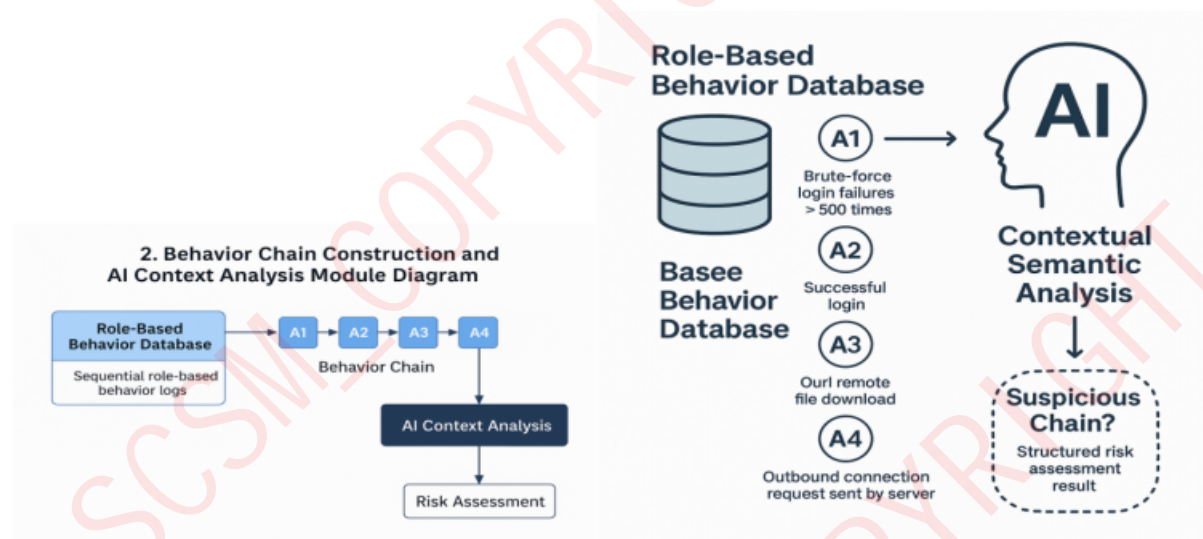 2. Behavior Chain Construction and
AI Context Analysis Module Diagram
Role-Based
Behavior Database
Sequential role-based
behavior logs
A1
A2
A3
A4
Behavior Chain
AI Context Analysis
Risk Assessment
Role-Based
Behavior Database
Basee
Behavior
Database
A1
Brute-force
login failures
> 500 times
A2
Successful
login
A3
Ourl remote
file download
A4
Outbound connection
request sent by server
AI
Contextual
Semantic
Analysis
Suspicious
Chain?
Structured risk
assessment
result
SCSM_COPYRIGHT
PYRIGHT